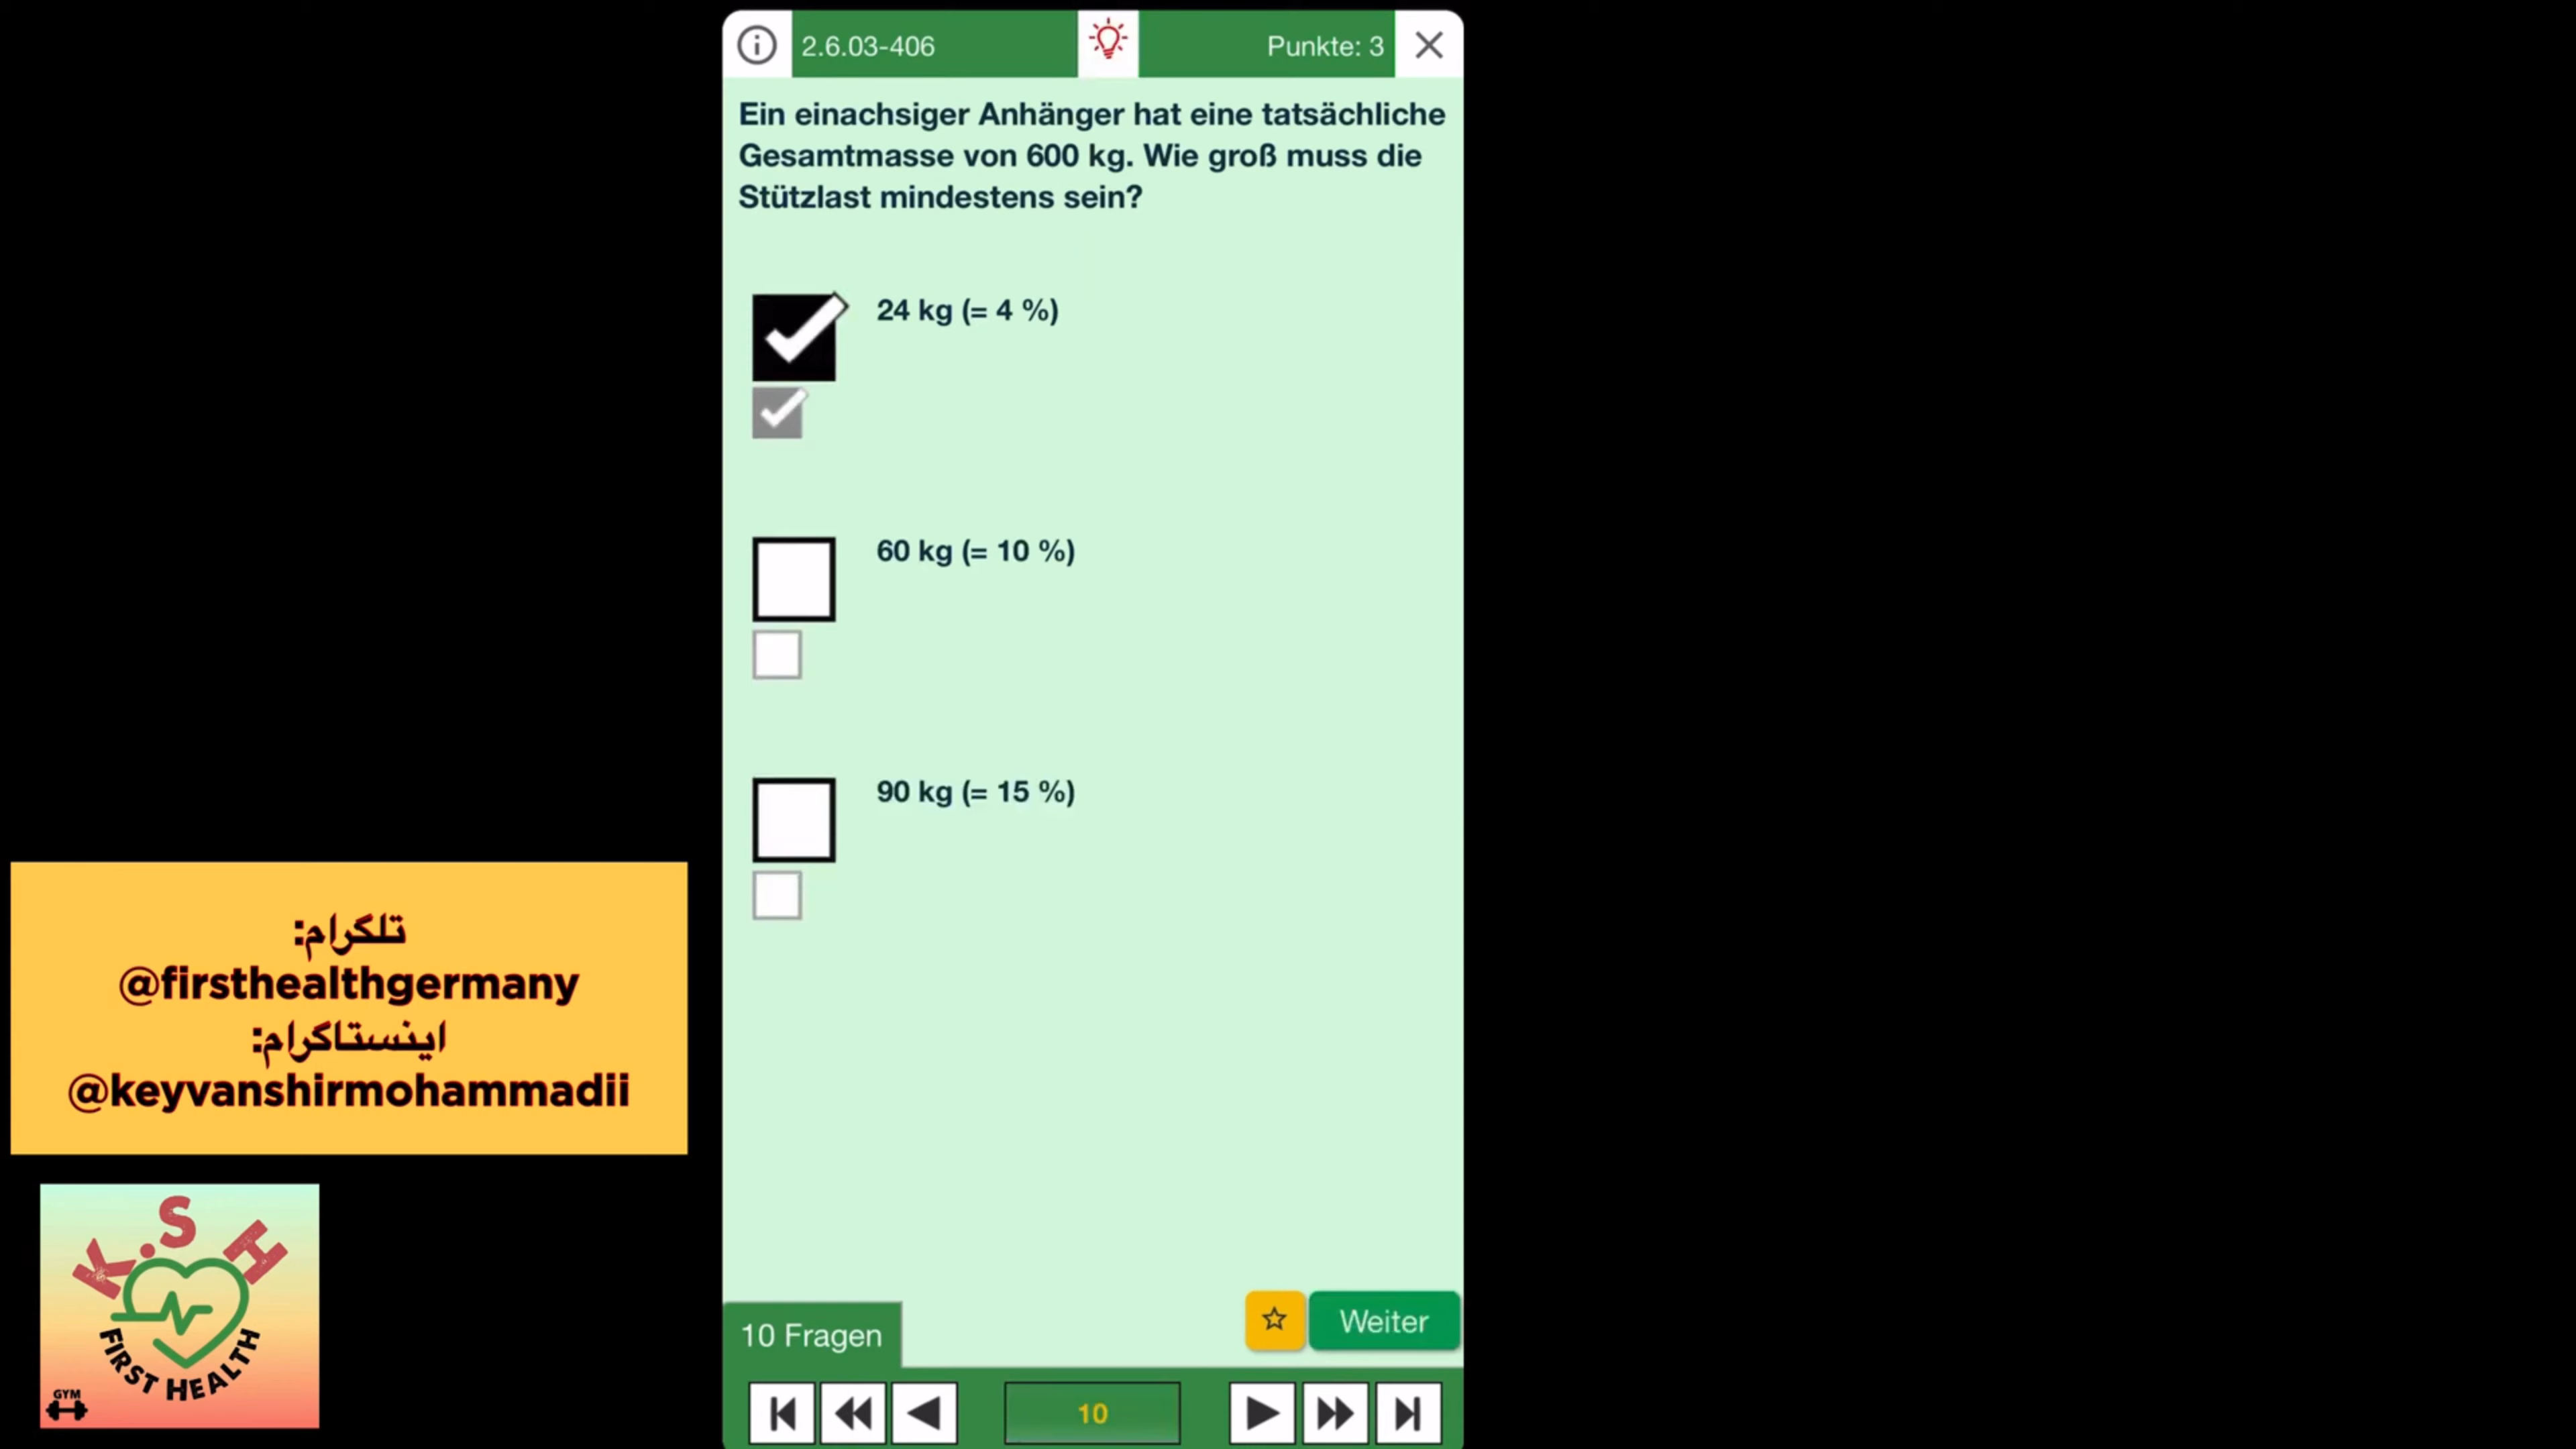 2.6.03-406
Punkte: 3
Ein einachsiger Anhänger hat eine tatsächliche
Gesamtmasse von 600 kg. Wie groß muss die
Stützlast mindestens sein?
24 kg (= 4 %)
60 kg (= 10 %)
90 kg (= 15 %)
تلگرام:
@firsthealthgermany
اینستاگرام:
@keyvanshirmohammadii
K.S.H
FIRST HEALTH
GYM
Weiter
10 Fragen
10